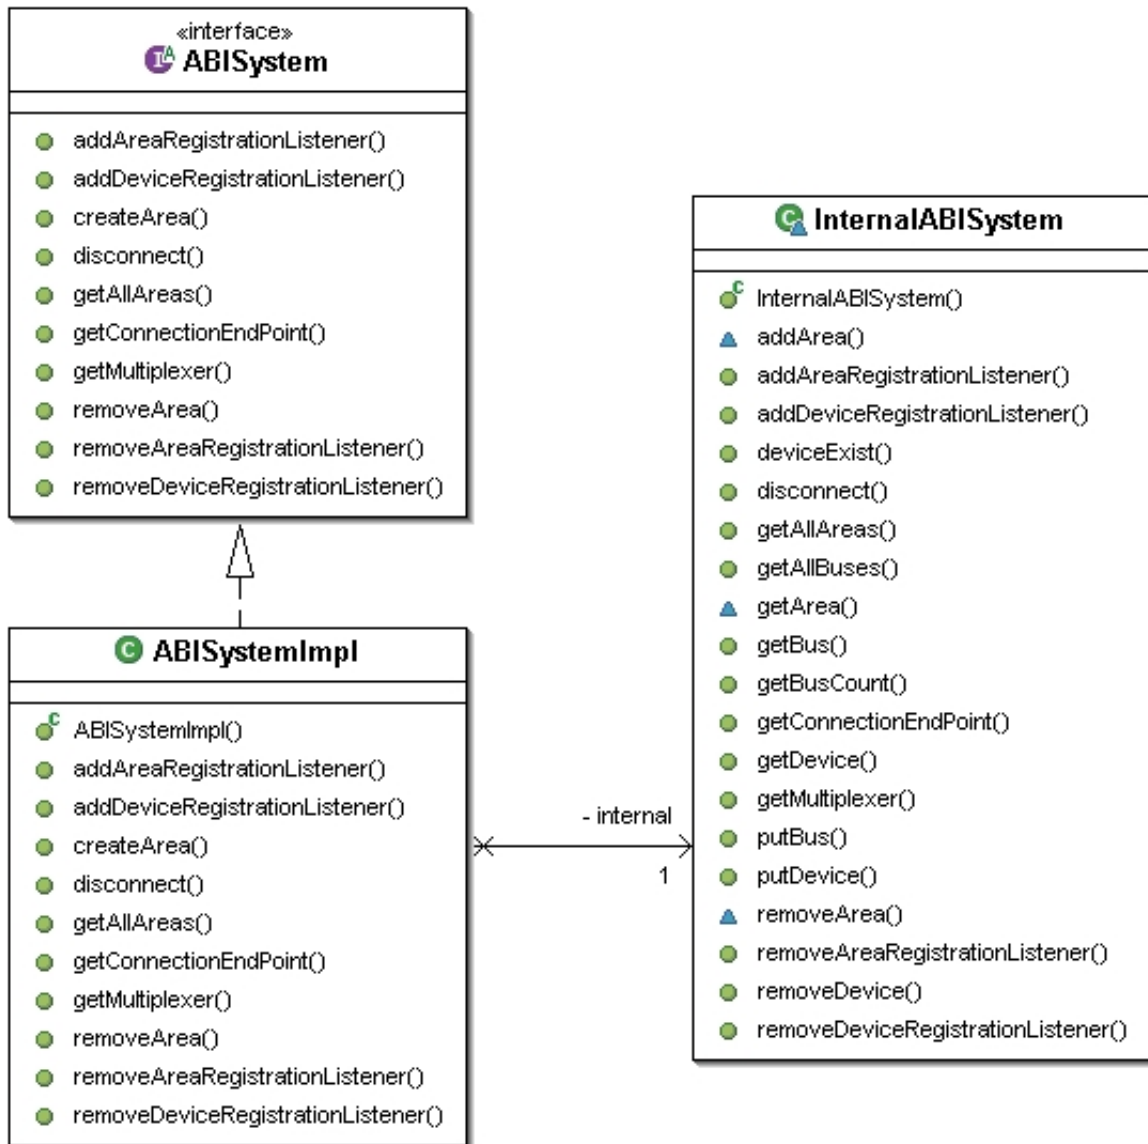 «interface»
ABISystem
addAreaRegistrationListener()
addDeviceRegistrationListener()
createArea()
disconnect()
getAllAreas()
getConnectionEndPoint()
getMultiplexer()
removeArea()
removeAreaRegistrationListener()
removeDeviceRegistrationListener()
ABISystemImpl
ABISystemImpl()
addAreaRegistrationListener()
addDeviceRegistrationListener()
createArea()
disconnect()
getAllAreas()
getConnectionEndPoint()
getMultiplexer()
removeArea()
removeAreaRegistrationListener()
removeDeviceRegistrationListener()
- internal
1
InternalABISystem
InternalABISystem()
addArea()
addAreaRegistrationListener()
addDeviceRegistrationListener()
deviceExist()
disconnect()
getAllAreas()
getAllBuses()
getArea()
getBus()
getBusCount()
getConnectionEndPoint()
getDevice()
getMultiplexer()
putBus()
putDevice()
removeArea()
removeAreaRegistrationListener()
removeDevice()
removeDeviceRegistrationListener()